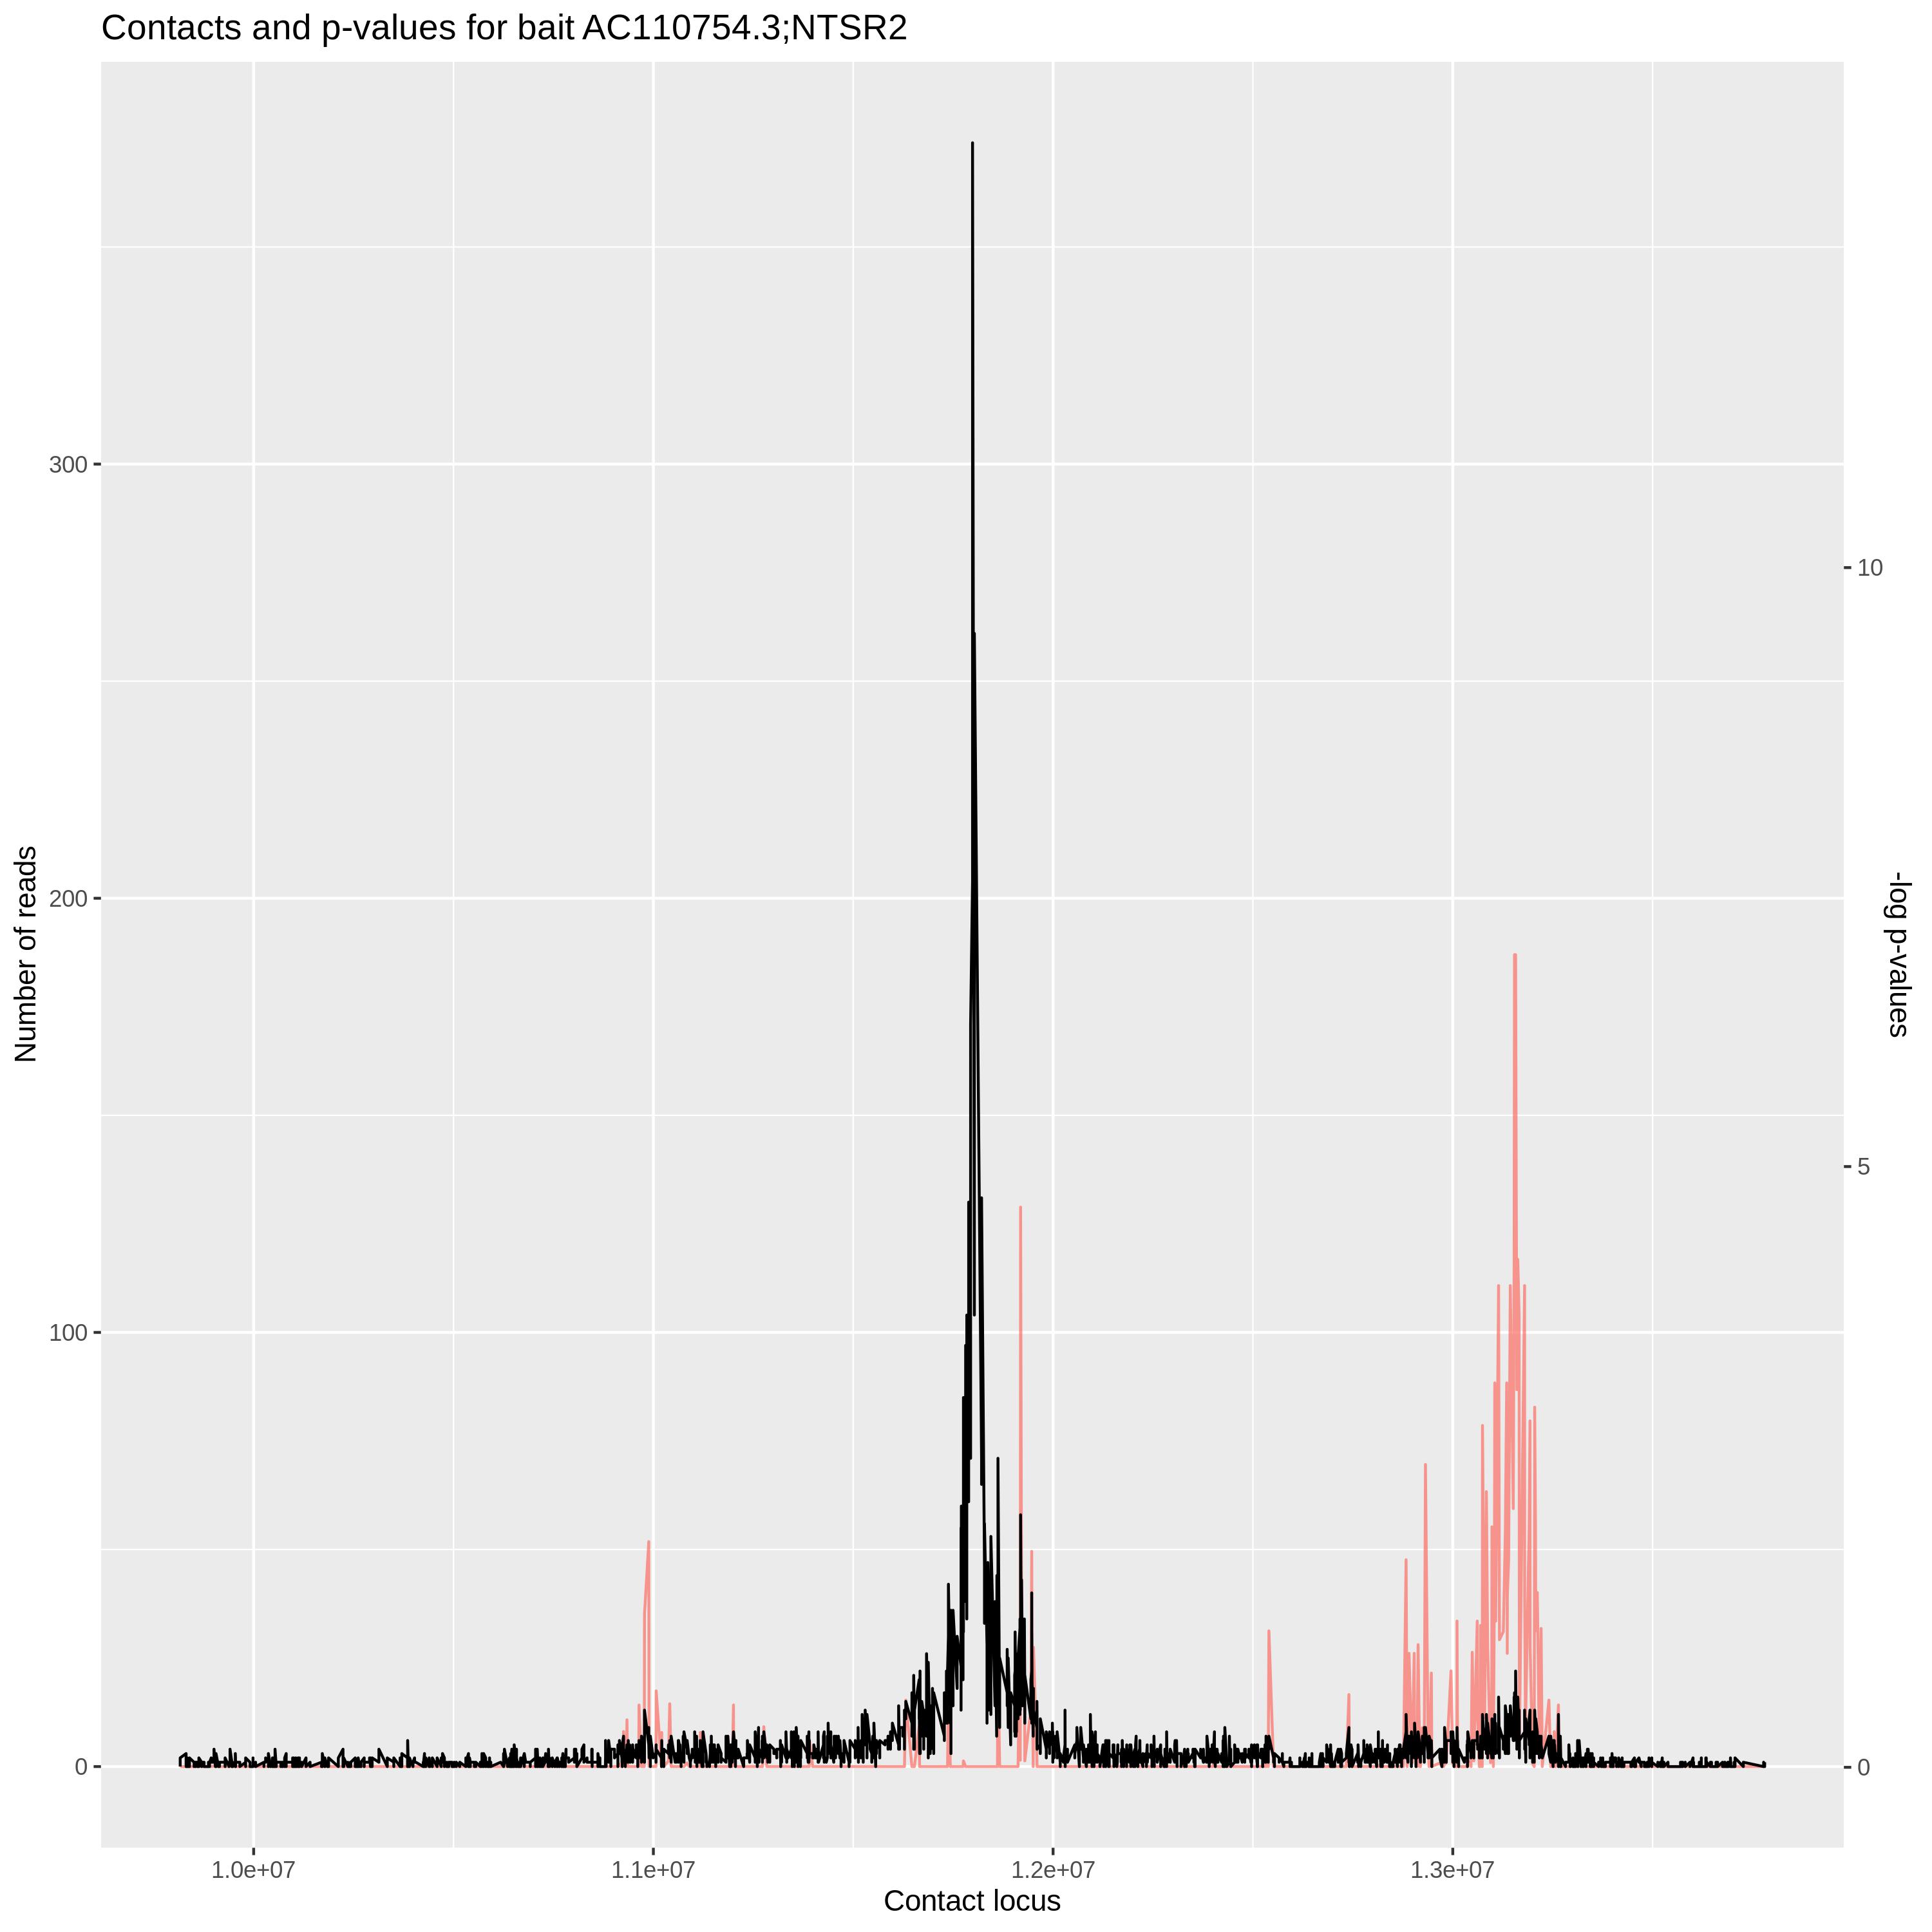 Contacts and p-values for bait AC110754.3;NTSR2
300
200
100
0
Number of reads
10
5
0
-log p-values
1.0e+07
1.1e+07
1.2e+07
1.3e+07
Contact locus